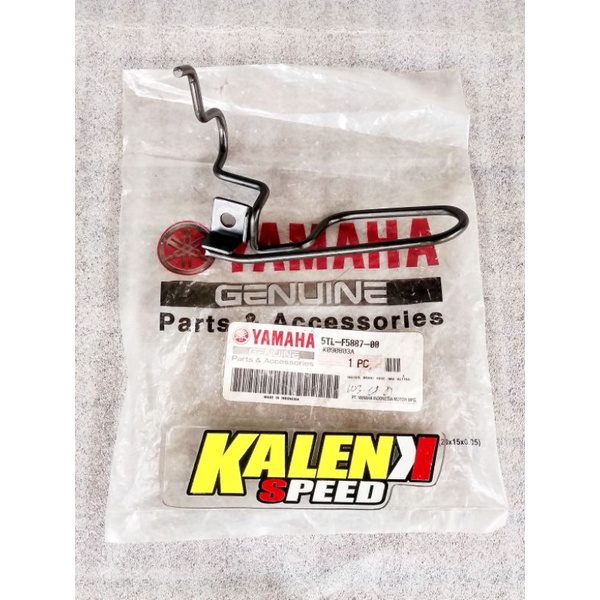 YAMAHA
GENUINE
Parts & Accessories
YAMAHA
GENUINE
Parts & Accessories
5TL-F5887-00
1 PC
MADE IN INDONESIA
PT. YAMAHA INDONESIA MOTOR MFG.
KALENK
SPEED